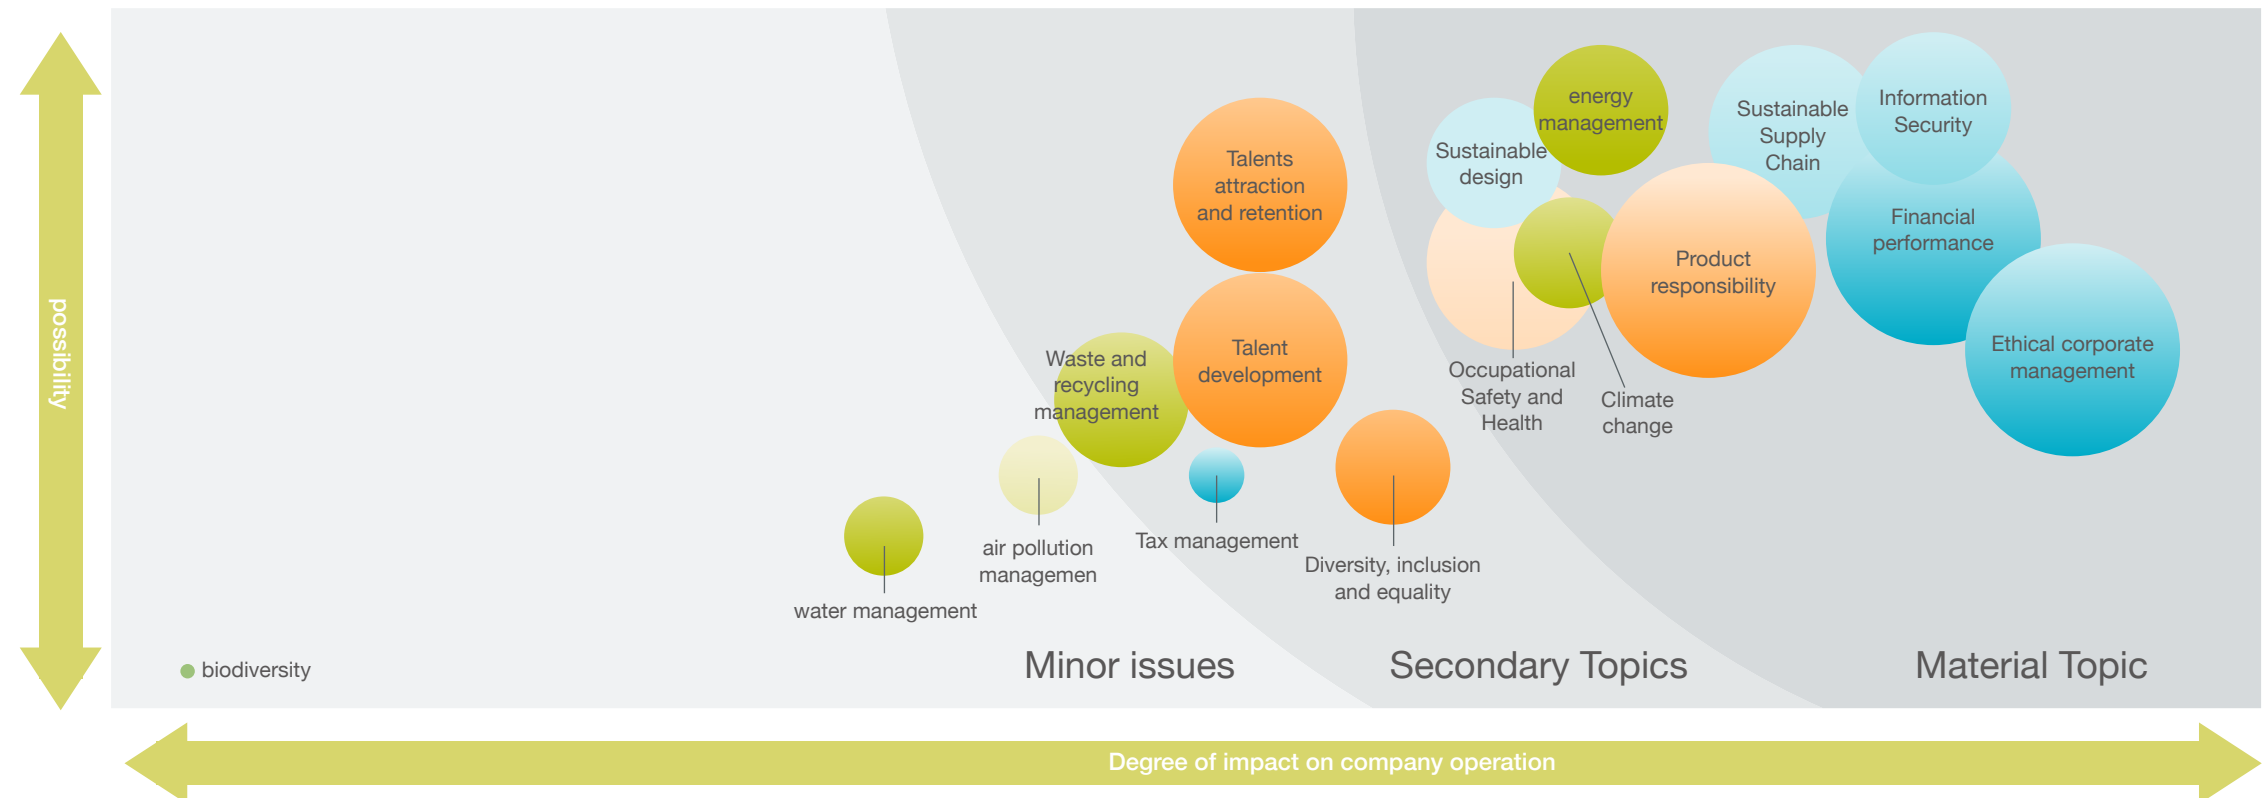 possibility
energy
management
Sustainable
design
Talents
attraction
and retention
Sustainable
Supply
Chain
Information
Security
Financial
performance
Product
responsibility
Ethical corporate
management
Waste and
recycling
management
Talent
development
Occupational
Safety and
Health
Climate
change
air pollution
managemen
Tax management
Diversity, inclusion
and equality
water management
biodiversity
Minor issues
Secondary Topics
Material Topic
Degree of impact on company operation